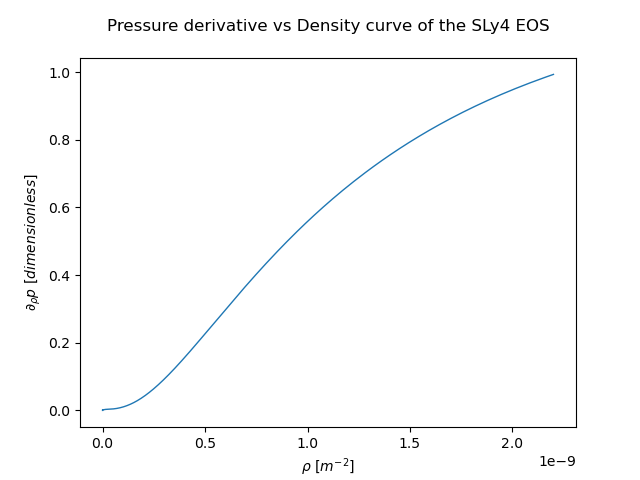 Pressure derivative vs Density curve of the SLy4 EOS
1.0
0.8
0.6
0.4
0.2
0.0
∂ρp [dimensionless]
0.0 0.5 1.0 1.5 2.0
1e−9
ρ [m−2]